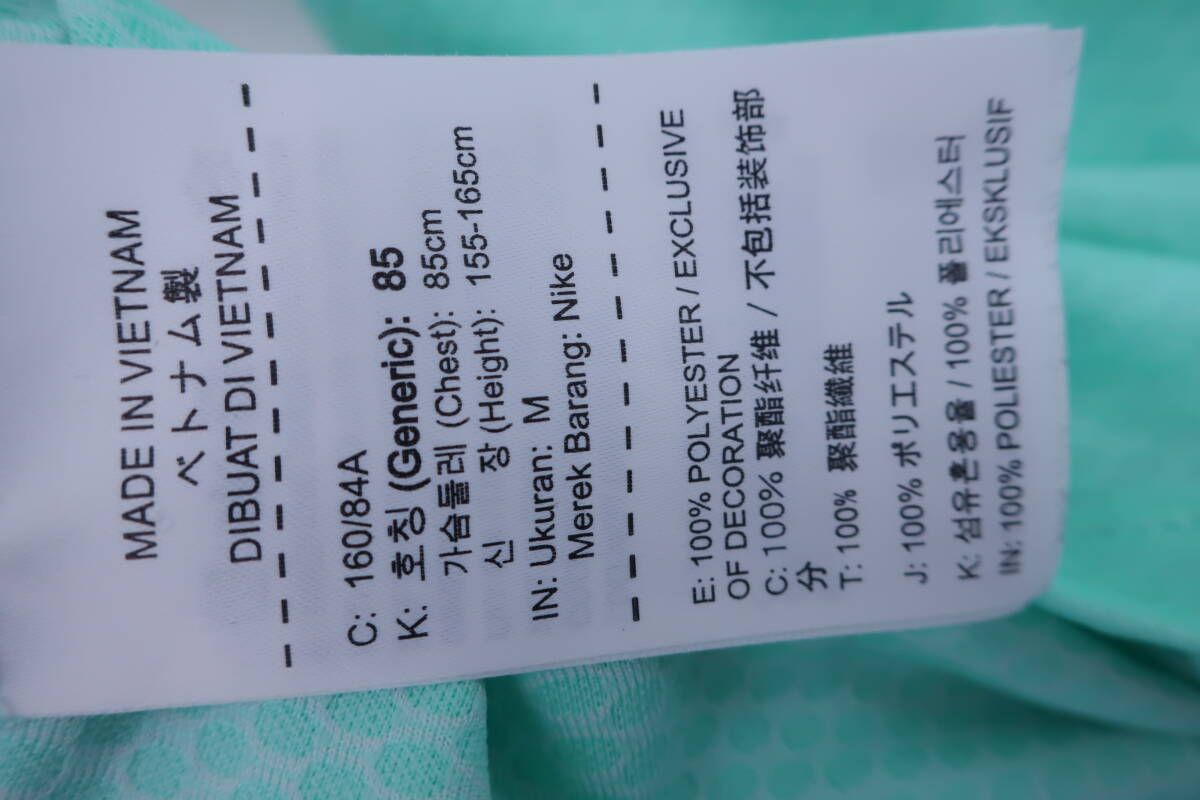 MADE IN VIETNAM
ベトナム製
DIBUAT DI VIETNAM
C: 160/84A
K: 호칭 (Generic): 85
가슴둘레 (Chest): 85cm
신 장 (Height): 155-165cm
IN: Ukuran: M
Merek Barang: Nike
E: 100% POLYESTER / EXCLUSIVE
OF DECORATION
C: 100% 聚酯纤维 / 不包括装饰部
分
T: 100% 聚酯纖維
J: 100% ポリエステル
K: 섬유혼용율 / 100% 폴리에스터
IN: 100% POLIESTER / EKSKLUSIF